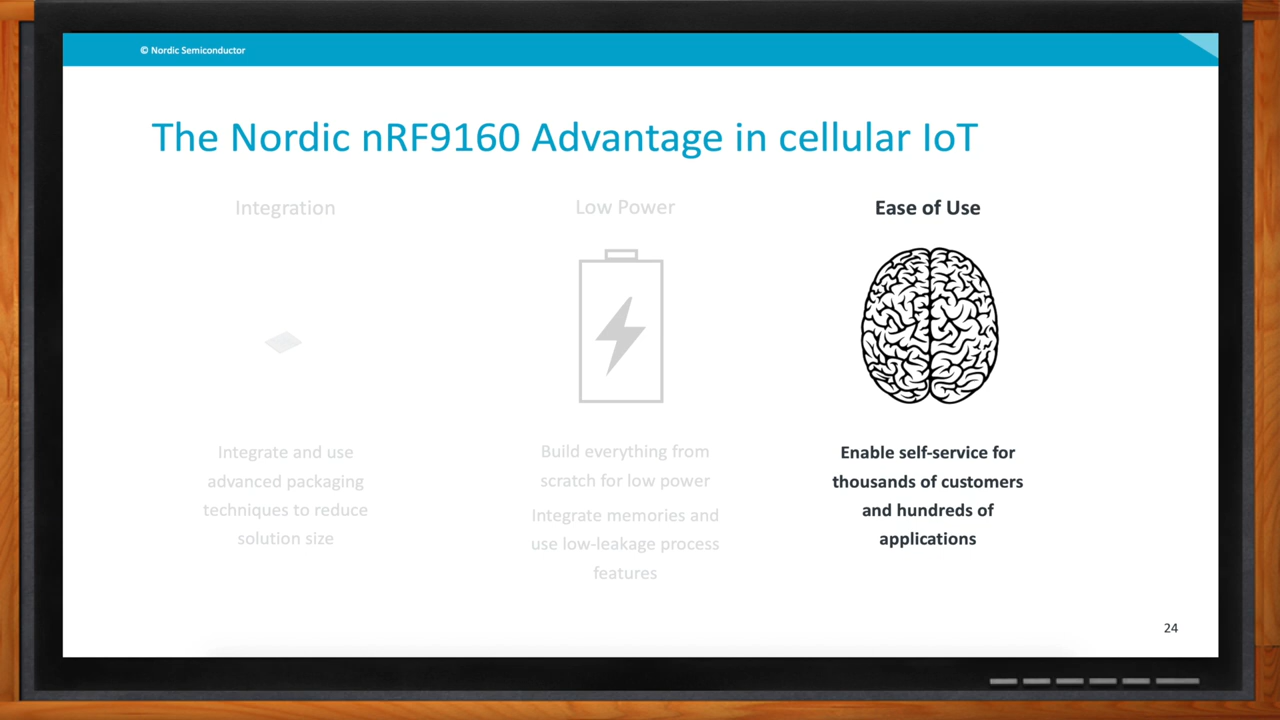 © Nordic Semiconductor
The Nordic nRF9160 Advantage in cellular IoT
Integration
Integrate and use
advanced packaging
techniques to reduce
solution size
Low Power
Build everything from
scratch for low power
Integrate memories and
use low-leakage process
features
Ease of Use
Enable self-service for
thousands of customers
and hundreds of
applications
24